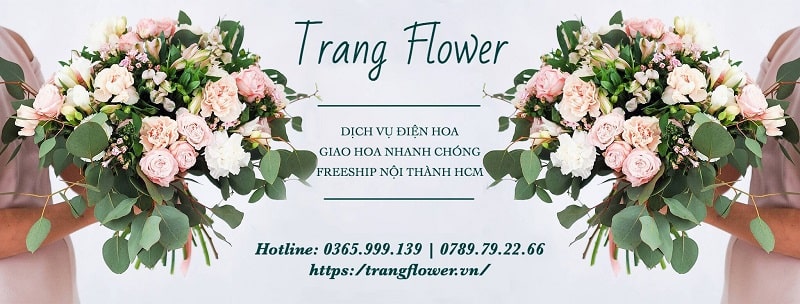 Trang Flower
DỊCH VỤ ĐIỆN HOA
GIAO HOA NHANH CHÓNG
FREESHIP NỘI THÀNH HCM
Hotline: 0365.999.139 | 0789.79.22.66
https:/trangflower.vn/